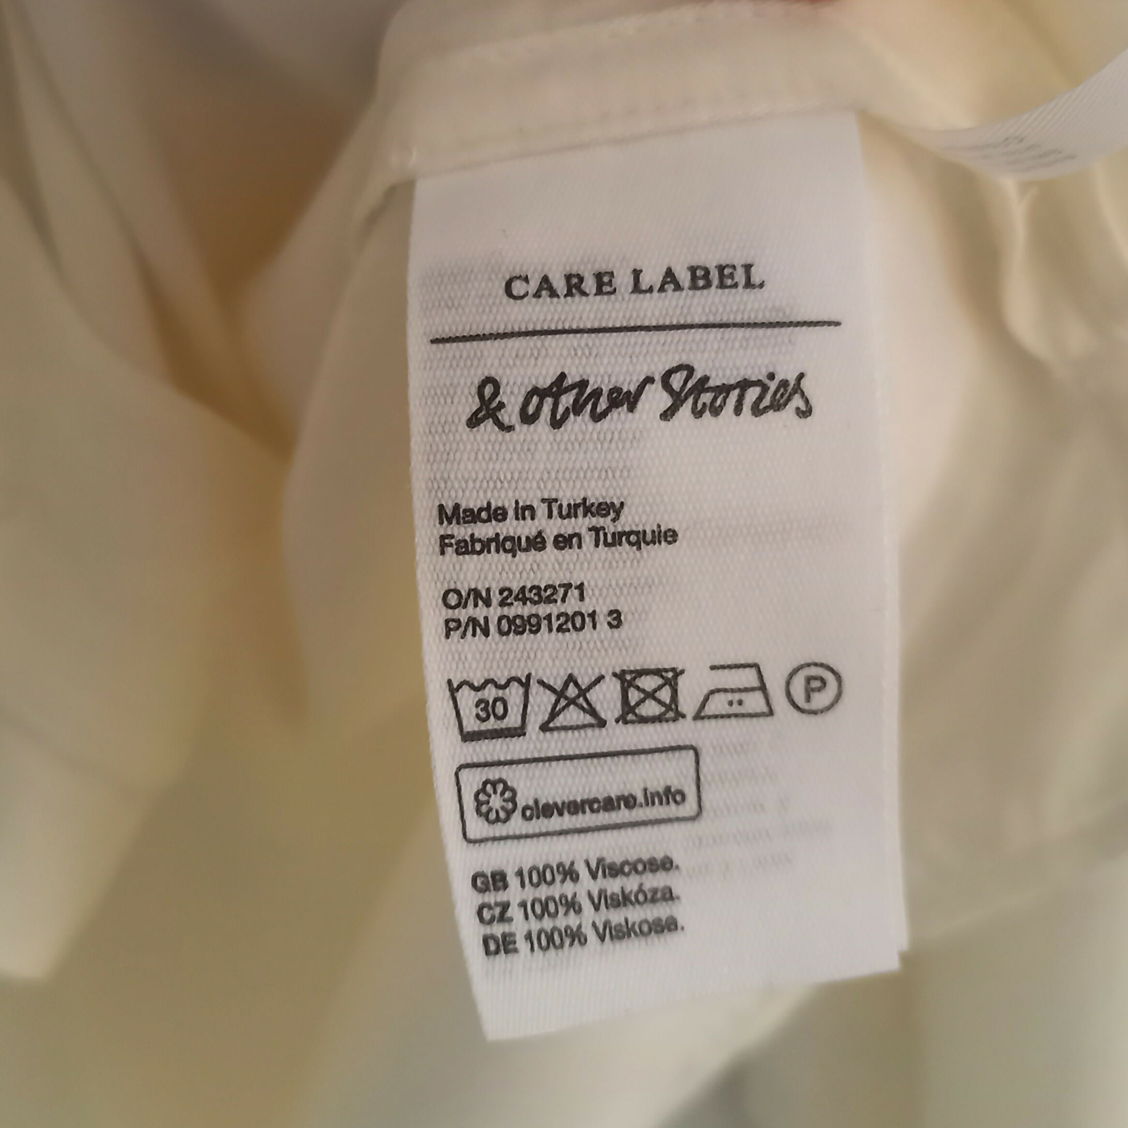 CARE LABEL
& other Stories
Made in Turkey
Fabriqué en Turquie
O/N 243271
P/N 0991201 3
30
P
clevercare.info
GB 100% Viscose.
CZ 100% Viskóza.
DE 100% Viskose.